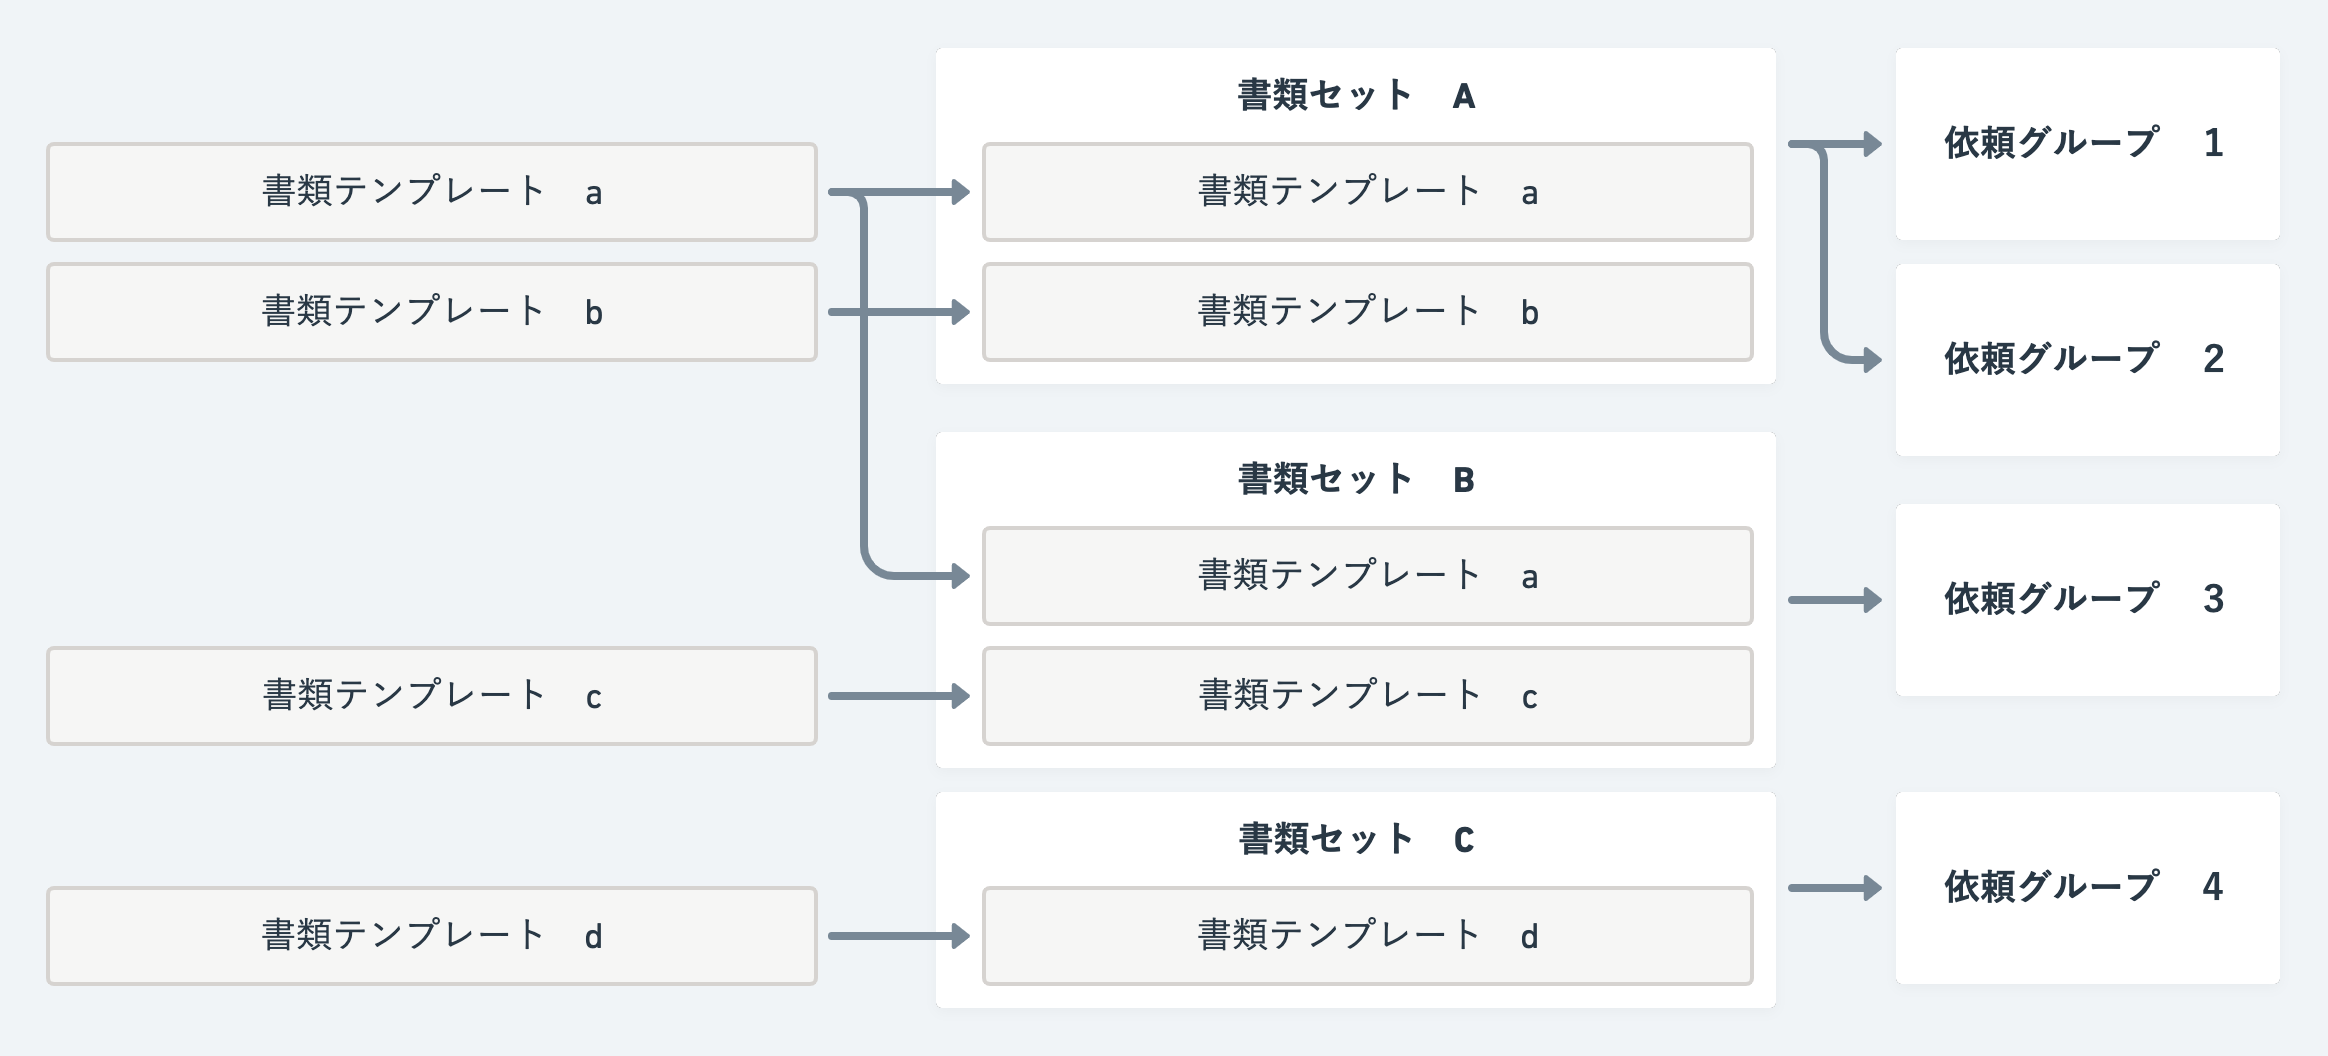 書類テンプレート　a
書類テンプレート　b
書類テンプレート　c
書類テンプレート　d
書類セット　A
書類テンプレート　a
書類テンプレート　b
書類セット　B
書類テンプレート　a
書類テンプレート　c
書類セット　C
書類テンプレート　d
依頼グループ　1
依頼グループ　2
依頼グループ　3
依頼グループ　4